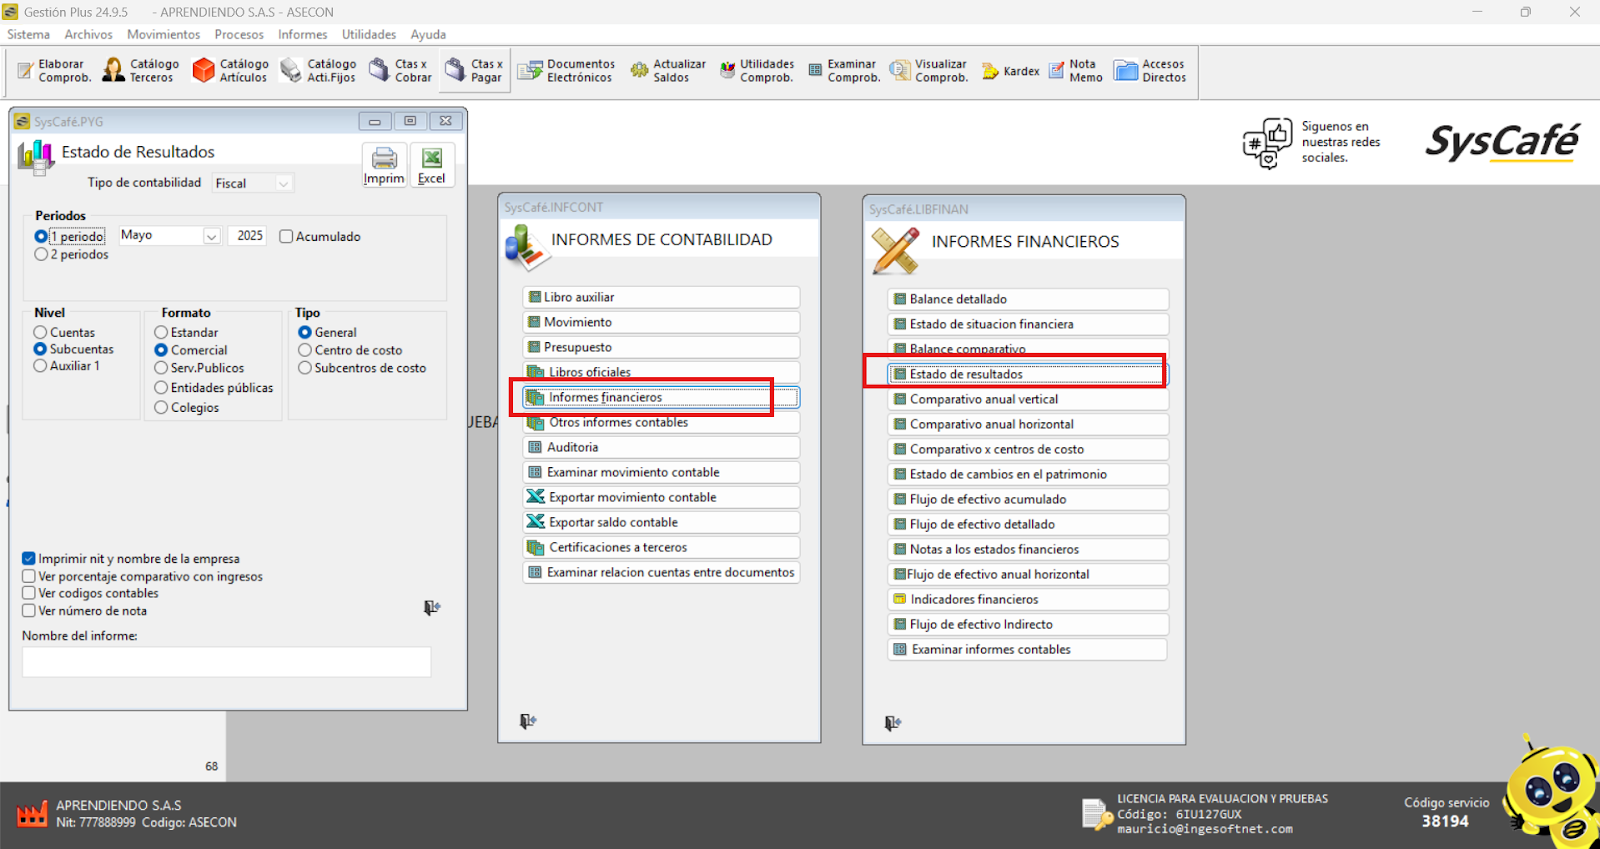 Gestión Plus 24.9.5 - APRENDIENDO S.A.S - ASECON
Sistema Archivos Movimientos Procesos Informes Utilidades Ayuda
Elaborar Comprob.
Catálogo Terceros
Catálogo Artículos
Catálogo Acti.Fijos
Ctas x Cobrar
Ctas x Pagar
Documentos Electrónicos
Actualizar Saldos
Utilidades Comprob.
Examinar Comprob.
Visualizar Comprob.
Kardex
Nota Memo
Accesos Directos
Siguenos en
nuestras redes
sociales.
SysCafé
SysCafé.PYG
Estado de Resultados
Imprim
Excel
Tipo de contabilidad Fiscal
Periodos
1 periodo Mayo 2025 Acumulado
2 periodos
Nivel
Cuentas
Subcuentas
Auxiliar 1
Formato
Estandar
Comercial
Serv.Publicos
Entidades públicas
Colegios
Tipo
General
Centro de costo
Subcentros de costo
Imprimir nit y nombre de la empresa
Ver porcentaje comparativo con ingresos
Ver codigos contables
Ver número de nota
Nombre del informe:
UEBA
68
SysCafé.INFCONT
INFORMES DE CONTABILIDAD
Libro auxiliar
Movimiento
Presupuesto
Libros oficiales
Informes financieros
Otros informes contables
Auditoria
Examinar movimiento contable
Exportar movimiento contable
Exportar saldo contable
Certificaciones a terceros
Examinar relacion cuentas entre documentos
SysCafé.LIBFINAN
INFORMES FINANCIEROS
Balance detallado
Estado de situacion financiera
Balance comparativo
Estado de resultados
Comparativo anual vertical
Comparativo anual horizontal
Comparativo x centros de costo
Estado de cambios en el patrimonio
Flujo de efectivo acumulado
Flujo de efectivo detallado
Notas a los estados financieros
Flujo de efectivo anual horizontal
Indicadores financieros
Flujo de efectivo Indirecto
Examinar informes contables
APRENDIENDO S.A.S
Nit: 777888999 Codigo: ASECON
LICENCIA PARA EVALUACION Y PRUEBAS
Código: 6IU127GUX
mauricio@ingesoftnet.com
Código servicio
38194